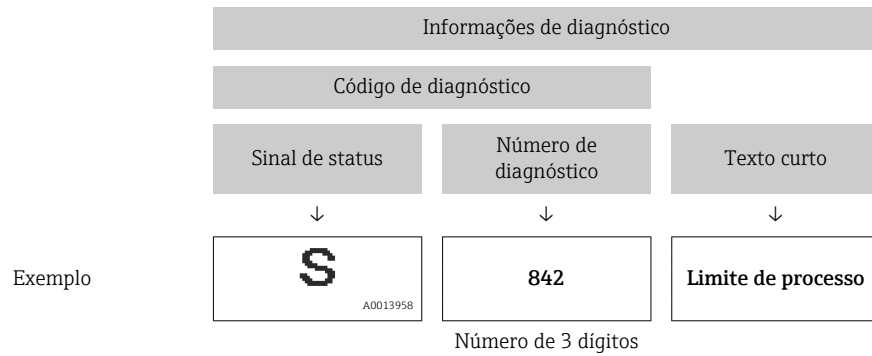 Informações de diagnóstico
Código de diagnóstico
Sinal de status
Número de
diagnóstico
Texto curto
↓ ↓ ↓
Exemplo
S
A0013958
842
Limite de processo
Número de 3 dígitos